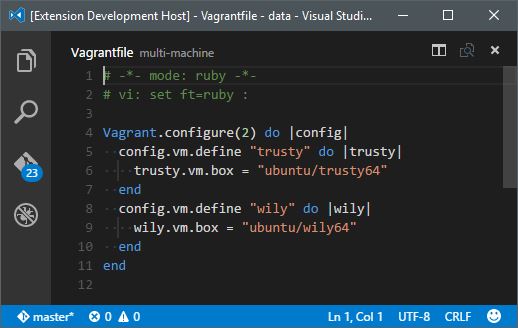 [Extension Development Host] - Vagrantfile - data - Visual Studi...
Vagrantfile multi-machine
1 # -*- mode: ruby -*-
2 # vi: set ft=ruby :
3
4 Vagrant.configure(2) do |config|
5   config.vm.define "trusty" do |trusty|
6     trusty.vm.box = "ubuntu/trusty64"
7   end
8   config.vm.define "wily" do |wily|
9     wily.vm.box = "ubuntu/wily64"
10   end
11 end
12
23
master* 0 0 Ln 1, Col 1 UTF-8 CRLF